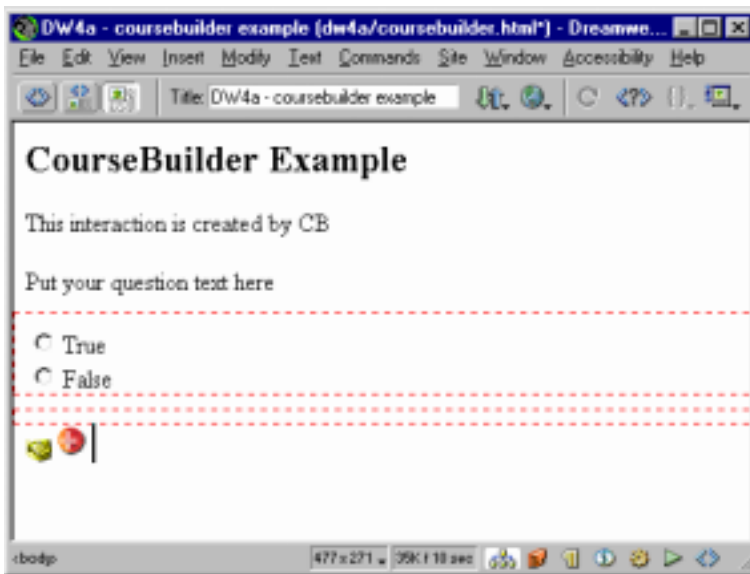 DW4a - coursebuilder example (dw4a/coursebuilder.html*) - Dreamwe...
File Edit View Insert Modify Text Commands Site Window Accessibility Help
Title: DW4a - coursebuilder example
CourseBuilder Example
This interaction is created by CB
Put your question text here
True
False
<body> 477 x 271 35K / 10 sec